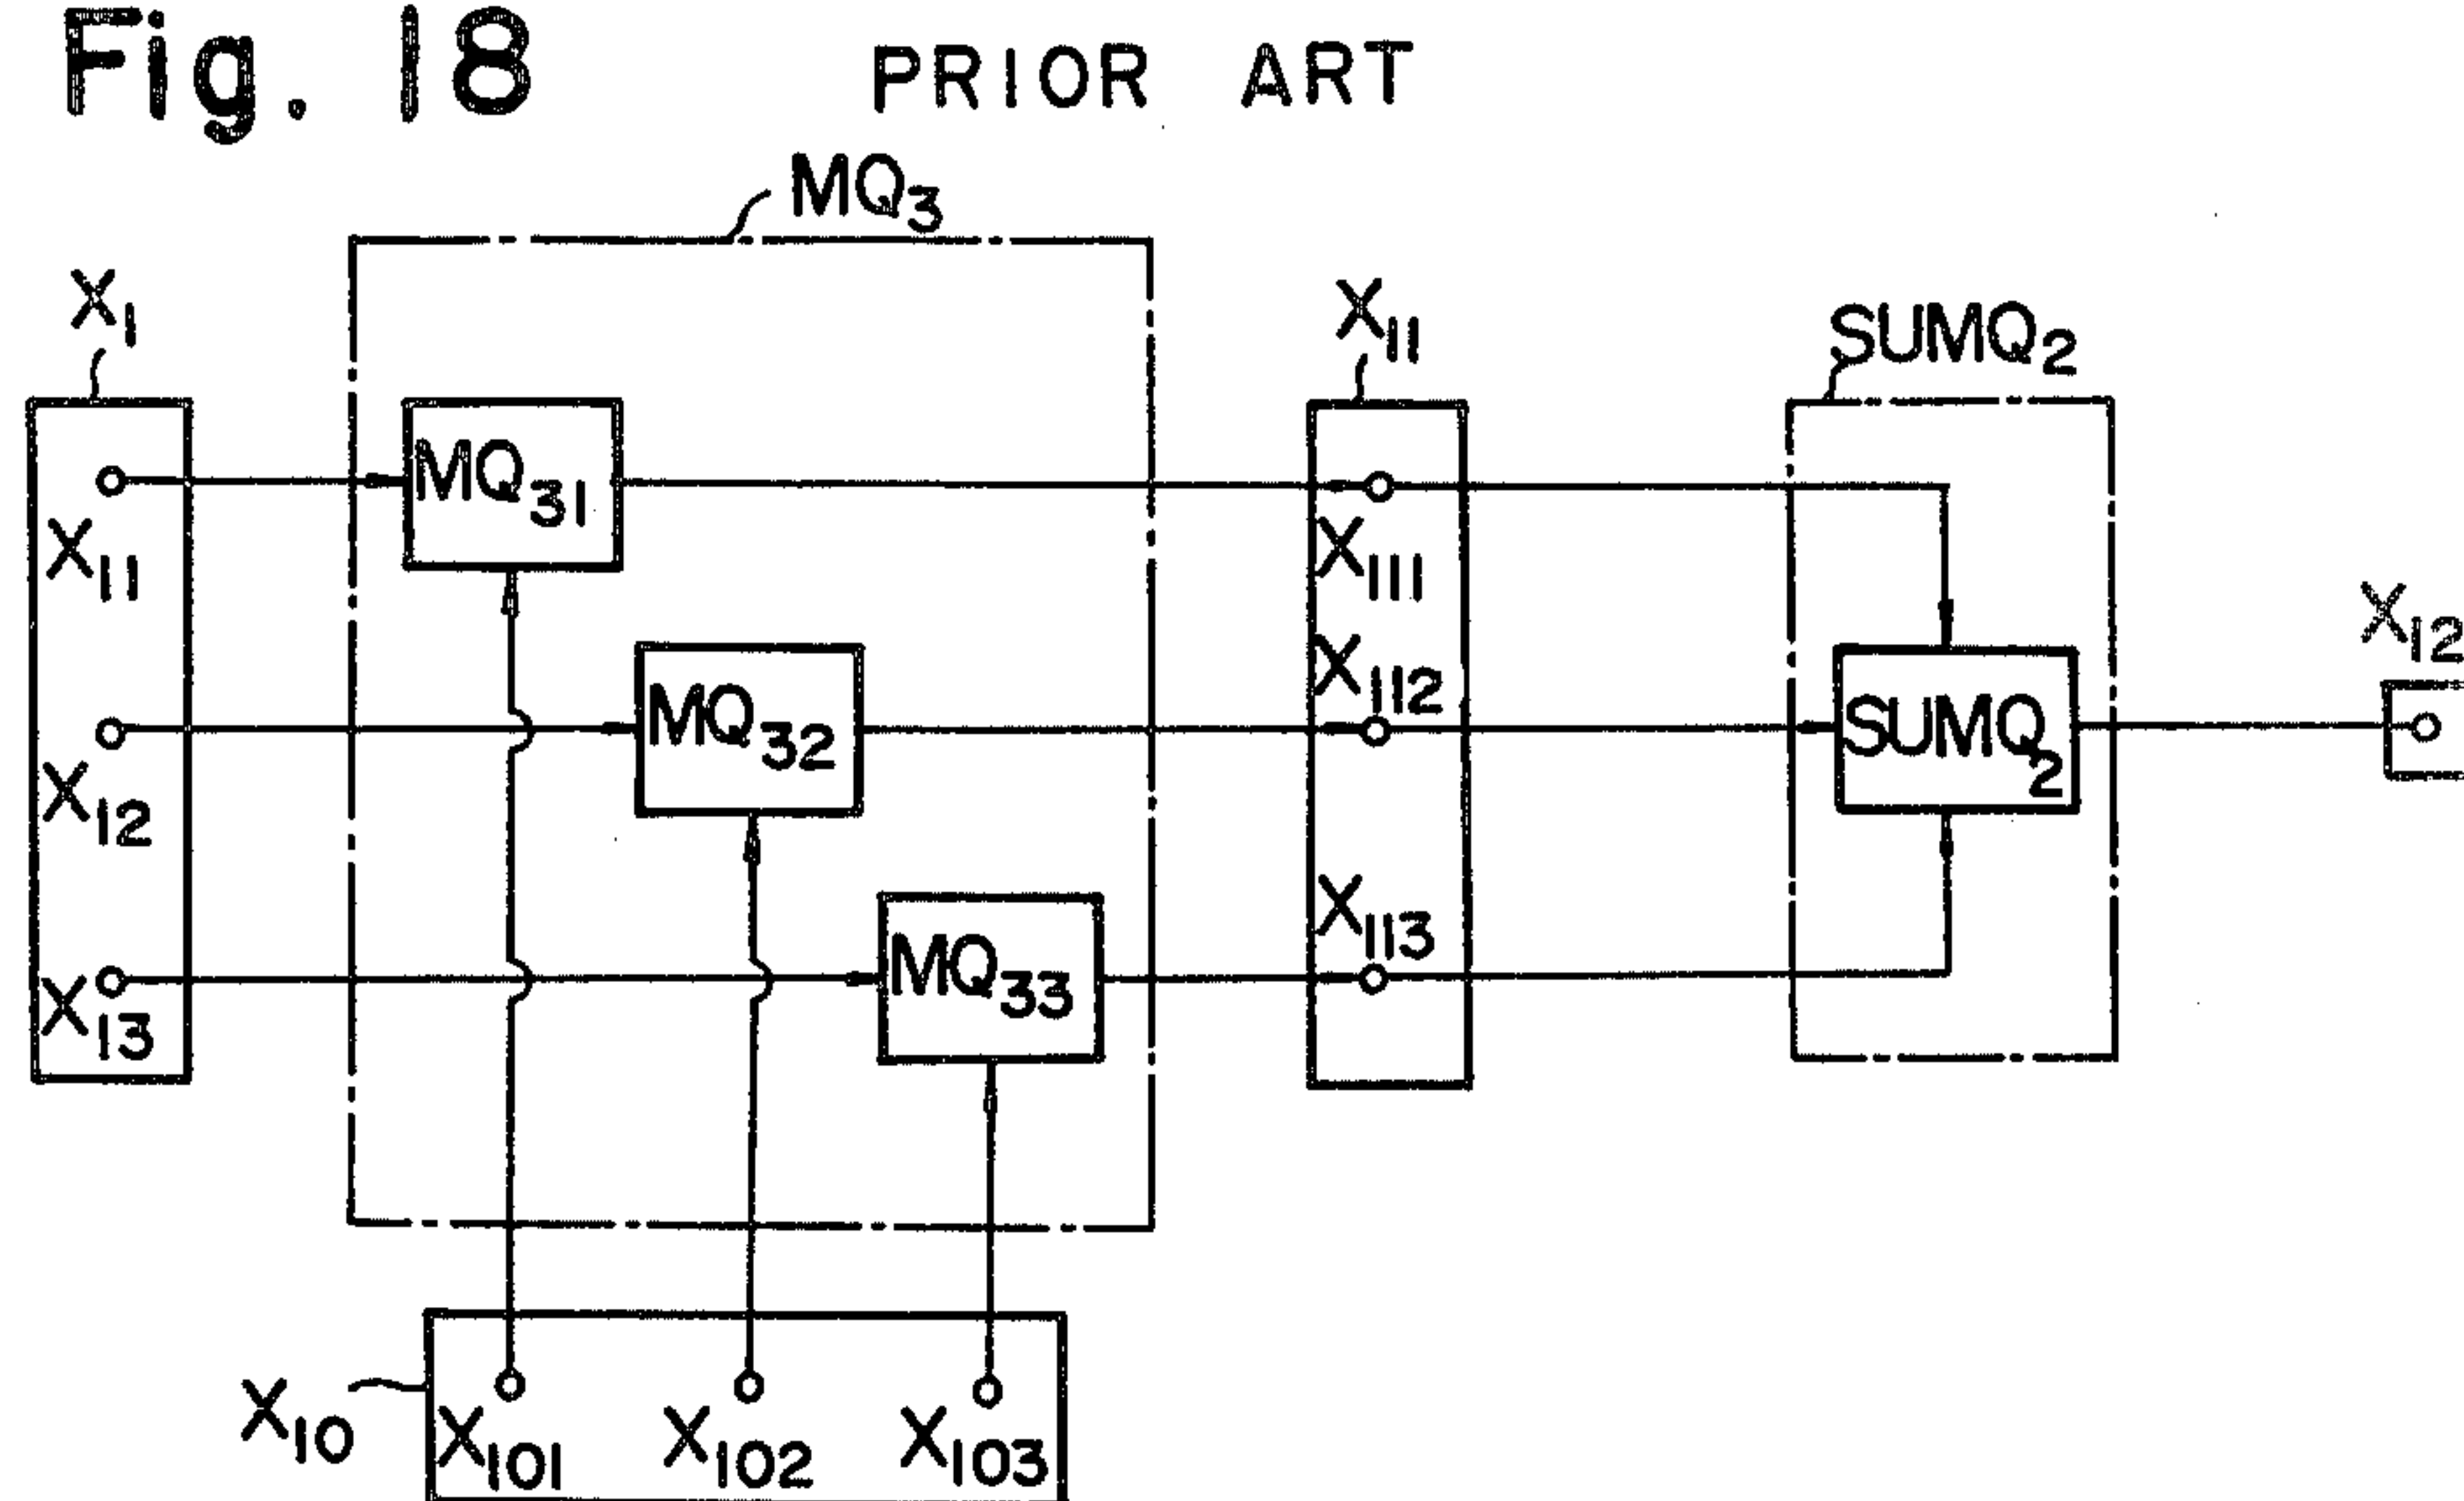 Fig. 18
PRIOR ART
MQ3
X1
X11
SUMQ2
MQ31
X11
X111
X12
X112
MQ32
SUMQ2
X12
X113
MQ33
X13
X10
X101 X102 X103